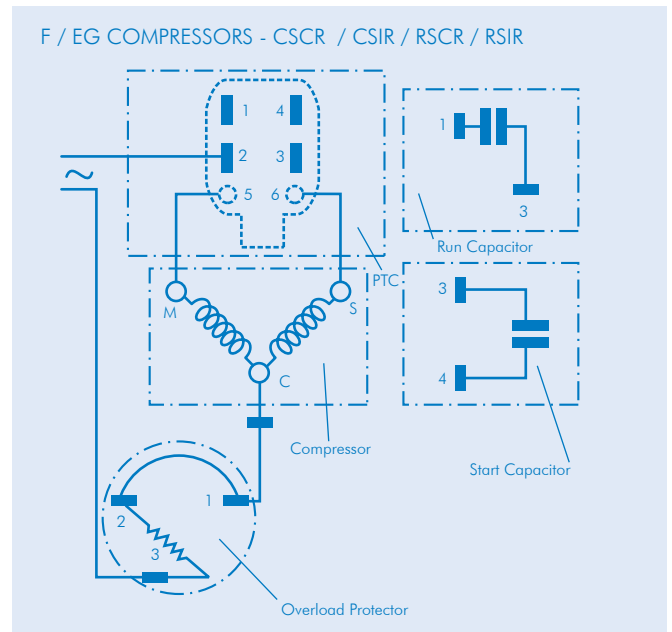 F / EG COMPRESSORS - CSCR / CSIR / RSCR / RSIR
1 4
2 3
5 6
1
3
Run Capacitor
PTC
M S
C
3
4
Compressor
Start Capacitor
1
2
3
Overload Protector